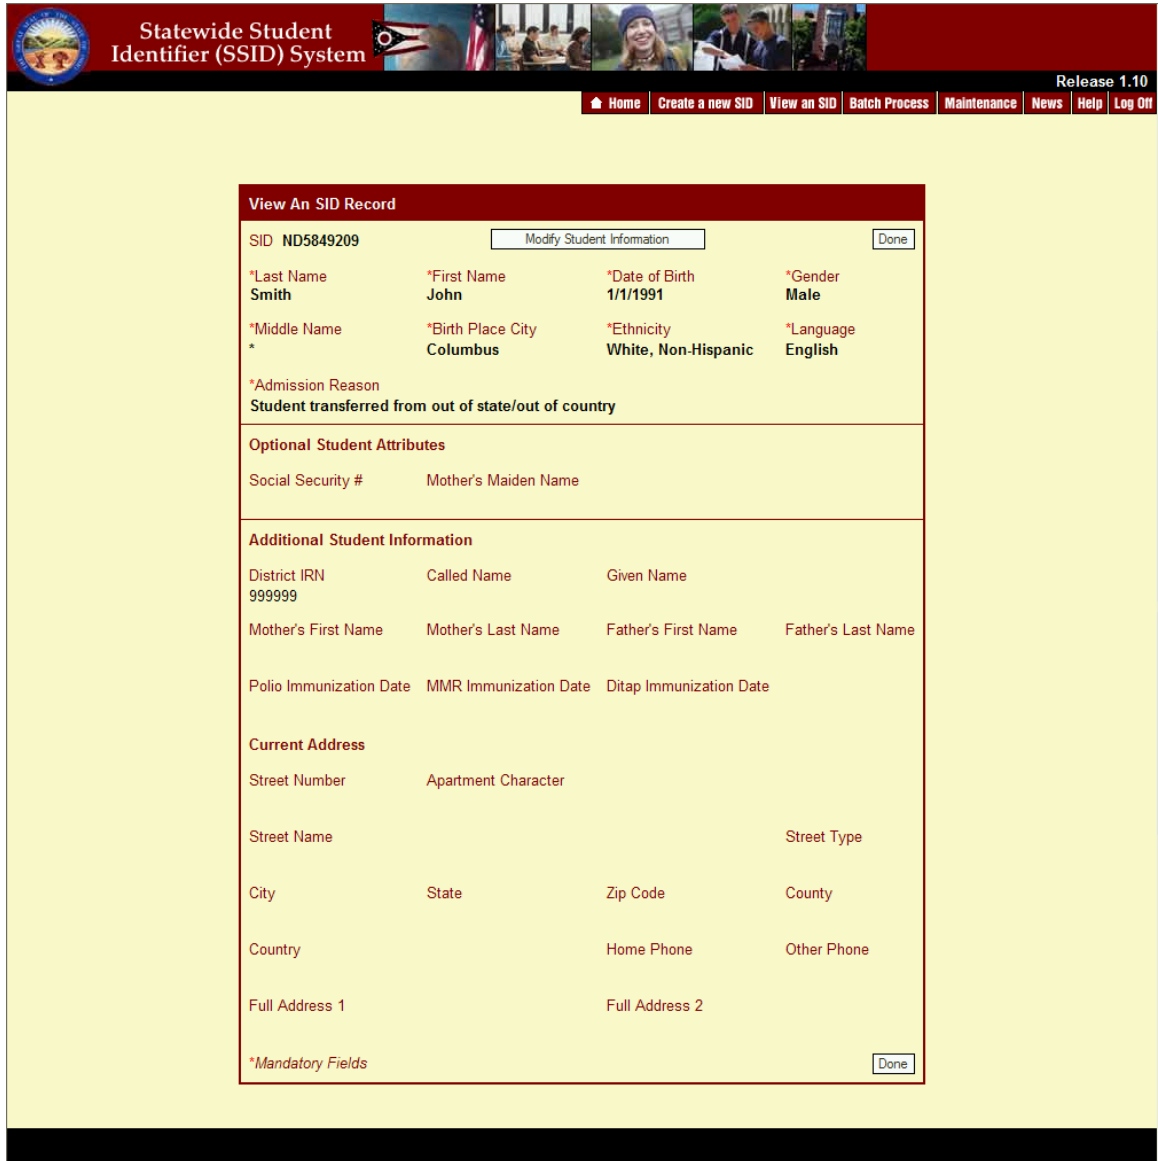 Statewide Student
Identifier (SSID) System
Release 1.10
Home Create a new SID View an SID Batch Process Maintenance News Help Log Off
View An SID Record
SID ND5849209 Modify Student Information Done
*Last Name *First Name *Date of Birth *Gender
Smith John 1/1/1991 Male
*Middle Name *Birth Place City *Ethnicity *Language
* Columbus White, Non-Hispanic English
*Admission Reason
Student transferred from out of state/out of country
Optional Student Attributes
Social Security # Mother's Maiden Name
Additional Student Information
District IRN Called Name Given Name
999999
Mother's First Name Mother's Last Name Father's First Name Father's Last Name
Polio Immunization Date MMR Immunization Date Ditap Immunization Date
Current Address
Street Number Apartment Character
Street Name Street Type
City State Zip Code County
Country Home Phone Other Phone
Full Address 1 Full Address 2
*Mandatory Fields Done